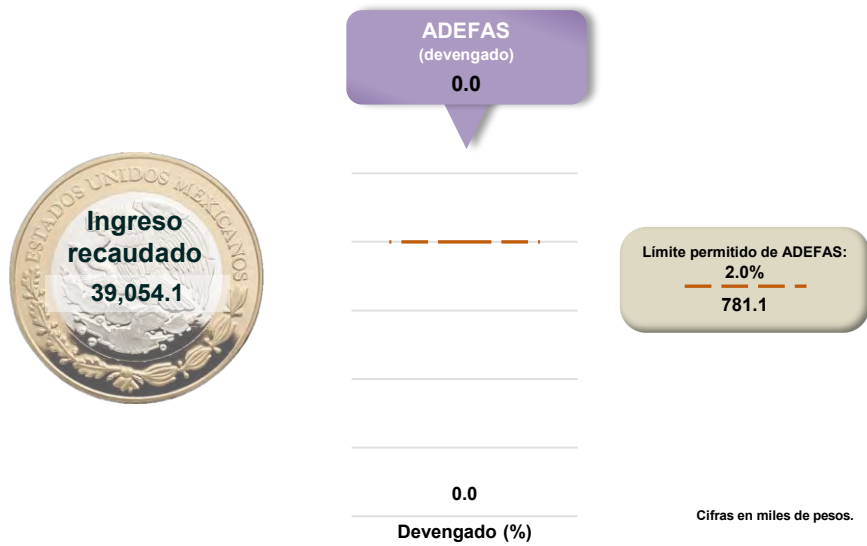 ADEFAS
(devengado)
0.0
ESTADOS UNIDOS MEXICANOS
Ingreso
recaudado
39,054.1
Límite permitido de ADEFAS:
2.0%
781.1
0.0
Devengado (%)
Cifras en miles de pesos.